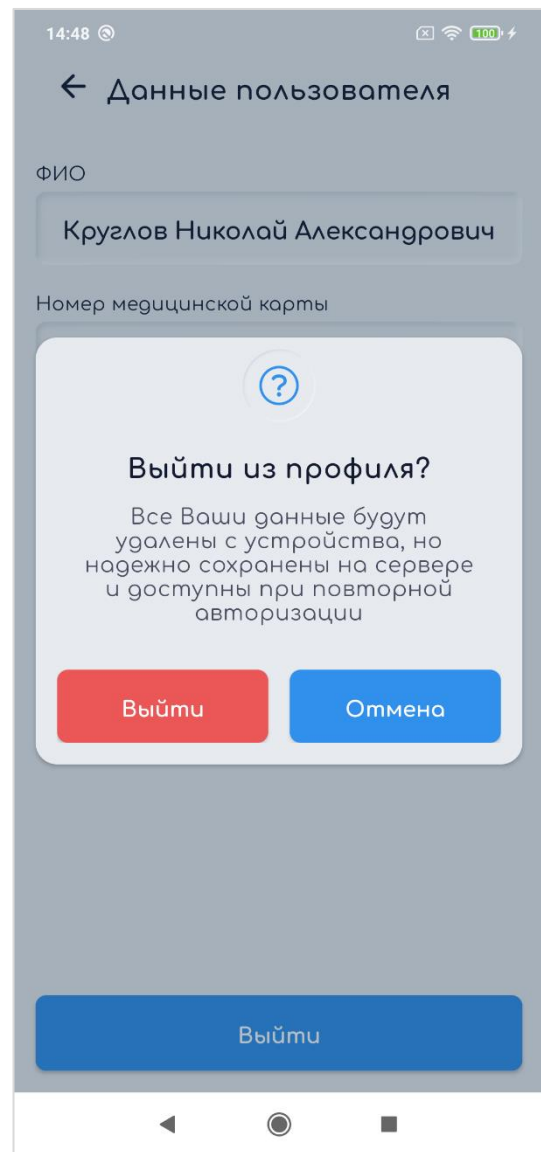 14:48
100
Данные пользователя
ФИО
Круглов Николай Александрович
Номер медицинской карты
Выйти из профиля?
Все Ваши данные будут
удалены с устройства, но
надежно сохранены на сервере
и доступны при повторной
авторизации
Выйти
Отмена
Выйти